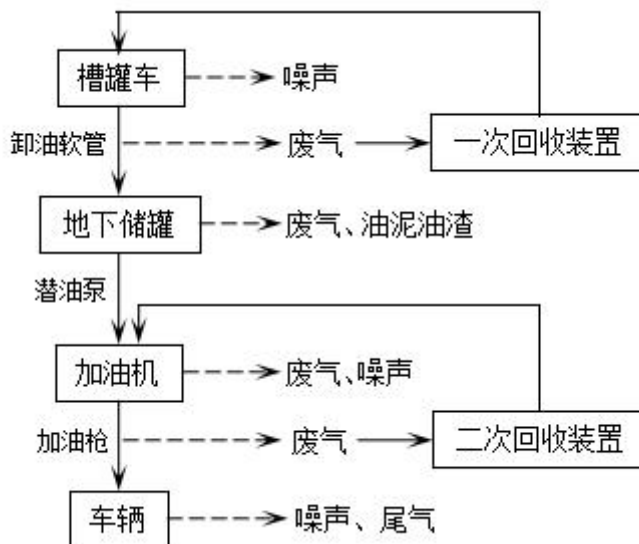 槽罐车 噪声
卸油软管 废气 一次回收装置
地下储罐 废气、油泥油渣
潜油泵
加油机 废气、噪声
加油枪 废气 二次回收装置
车辆 噪声、尾气